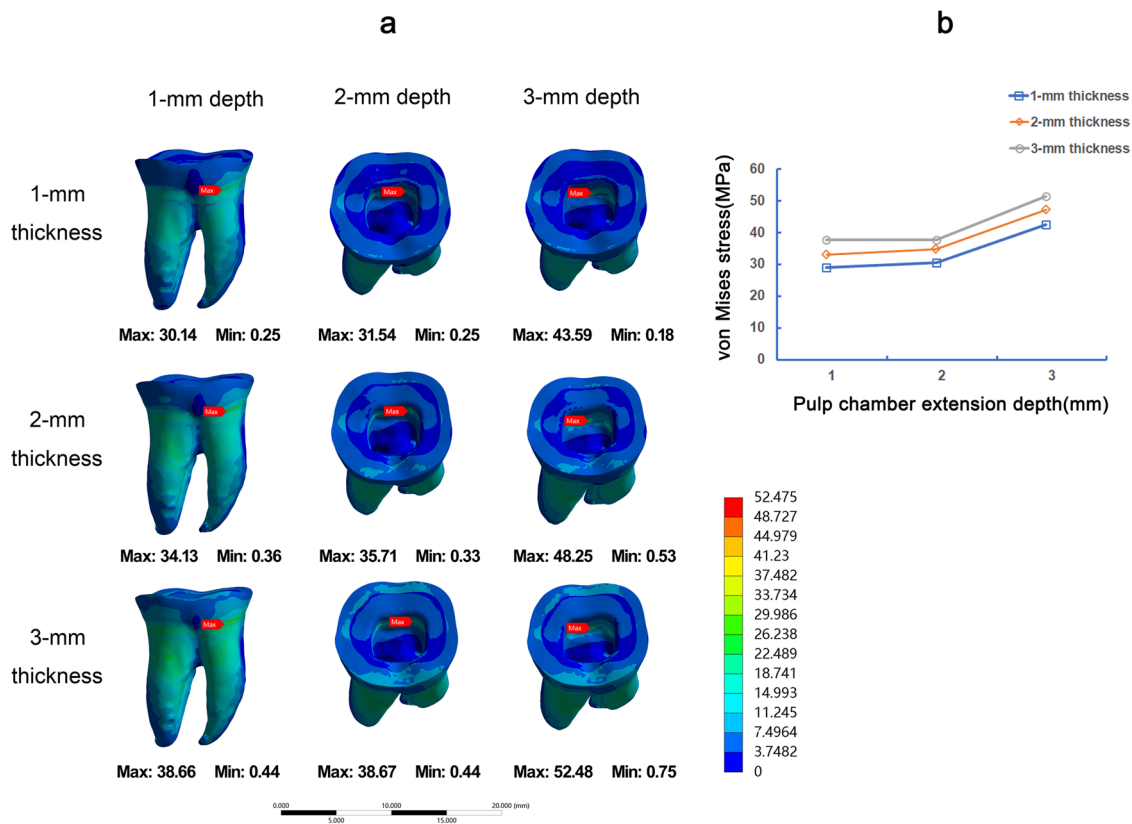 a
b
1-mm depth
2-mm depth
3-mm depth
1-mm
thickness
Max
Max
Max
Max: 30.14 Min: 0.25
Max: 31.54 Min: 0.25
Max: 43.59 Min: 0.18
2-mm
thickness
Max
Max
Max
Max: 34.13 Min: 0.36
Max: 35.71 Min: 0.33
Max: 48.25 Min: 0.53
3-mm
thickness
Max
Max
Max
Max: 38.66 Min: 0.44
Max: 38.67 Min: 0.44
Max: 52.48 Min: 0.75
0.000 10.000 20.000 (mm)
5.000 15.000
1-mm thickness
2-mm thickness
3-mm thickness
von Mises stress(MPa)
60
50
40
30
20
10
0
1 2 3
Pulp chamber extension depth(mm)
52.475
48.727
44.979
41.23
37.482
33.734
29.986
26.238
22.489
18.741
14.993
11.245
7.4964
3.7482
0